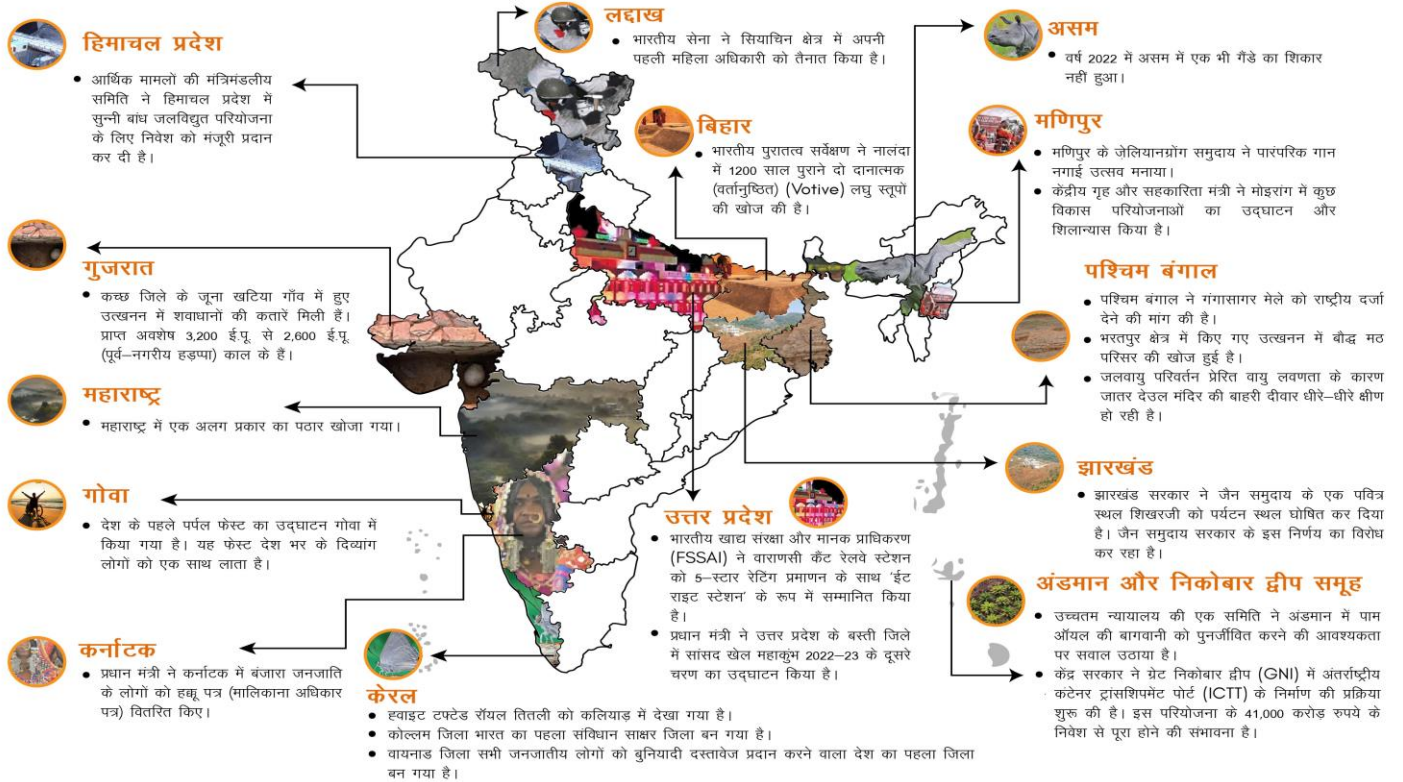 हिमाचल प्रदेश
• आर्थिक मामलों की मंत्रिमंडलीय
समिति ने हिमाचल प्रदेश में
सुन्नी बांध जलविद्युत परियोजना
के लिए निवेश को मंजूरी प्रदान
कर दी है।
लद्दाख
• भारतीय सेना ने सियाचिन क्षेत्र में अपनी
पहली महिला अधिकारी को तैनात किया है।
असम
• वर्ष 2022 में असम में एक भी गैंडे का शिकार
नहीं हुआ।
बिहार
• भारतीय पुरातत्व सर्वेक्षण ने नालंदा
में 1200 साल पुराने दो दानात्मक
(वर्तानुष्ठित) (Votive) लघु स्तूपों
की खोज की है।
मणिपुर
• मणिपुर के ज़ेलियानग्रोंग समुदाय ने पारंपरिक गान
नगाई उत्सव मनाया।
• केंद्रीय गृह और सहकारिता मंत्री ने मोइरांग में कुछ
विकास परियोजनाओं का उद्घाटन और
शिलान्यास किया है।
गुजरात
• कच्छ जिले के जूना खटिया गाँव में हुए
उत्खनन में शवाधानों की कतारें मिली हैं।
प्राप्त अवशेष 3,200 ई.पू. से 2,600 ई.पू.
(पूर्व–नगरीय हड़प्पा) काल के हैं।
पश्चिम बंगाल
• पश्चिम बंगाल ने गंगासागर मेले को राष्ट्रीय दर्जा
देने की मांग की है।
• भरतपुर क्षेत्र में किए गए उत्खनन में बौद्ध मठ
परिसर की खोज हुई है।
• जलवायु परिवर्तन प्रेरित वायु लवणता के कारण
जातर देउल मंदिर की बाहरी दीवार धीरे–धीरे क्षीण
हो रही है।
महाराष्ट्र
• महाराष्ट्र में एक अलग प्रकार का पठार खोजा गया।
झारखंड
• झारखंड सरकार ने जैन समुदाय के एक पवित्र
स्थल शिखरजी को पर्यटन स्थल घोषित कर दिया
है। जैन समुदाय सरकार के इस निर्णय का विरोध
कर रहा है।
गोवा
• देश के पहले पर्पल फेस्ट का उद्घाटन गोवा में
किया गया है। यह फेस्ट देश भर के दिव्यांग
लोगों को एक साथ लाता है।
उत्तर प्रदेश
• भारतीय खाद्य संरक्षा और मानक प्राधिकरण
(FSSAI) ने वाराणसी कैंट रेलवे स्टेशन
को 5–स्टार रेटिंग प्रमाणन के साथ 'ईट
राइट स्टेशन' के रूप में सम्मानित किया
है।
• प्रधान मंत्री ने उत्तर प्रदेश के बस्ती जिले
में सांसद खेल महाकुंभ 2022–23 के दूसरे
चरण का उद्घाटन किया है।
अंडमान और निकोबार द्वीप समूह
• उच्चतम न्यायालय की एक समिति ने अंडमान में पाम
ऑयल की बागवानी को पुनर्जीवित करने की आवश्यकता
पर सवाल उठाया है।
• केंद्र सरकार ने ग्रेट निकोबार द्वीप (GNI) में अंतर्राष्ट्रीय
कंटेनर ट्रांसशिपमेंट पोर्ट (ICTT) के निर्माण की प्रक्रिया
शुरू की है। इस परियोजना के 41,000 करोड़ रुपये के
निवेश से पूरा होने की संभावना है।
कर्नाटक
• प्रधान मंत्री ने कर्नाटक में बंजारा जनजाति
के लोगों को हक्कू पत्र (मालिकाना अधिकार
पत्र) वितरित किए।
केरल
• ह्वाइट टफ्टेड रॉयल तितली को कलियाड़ में देखा गया है।
• कोल्लम जिला भारत का पहला संविधान साक्षर जिला बन गया है।
• वायनाड जिला सभी जनजातीय लोगों को बुनियादी दस्तावेज प्रदान करने वाला देश का पहला जिला
बन गया है।